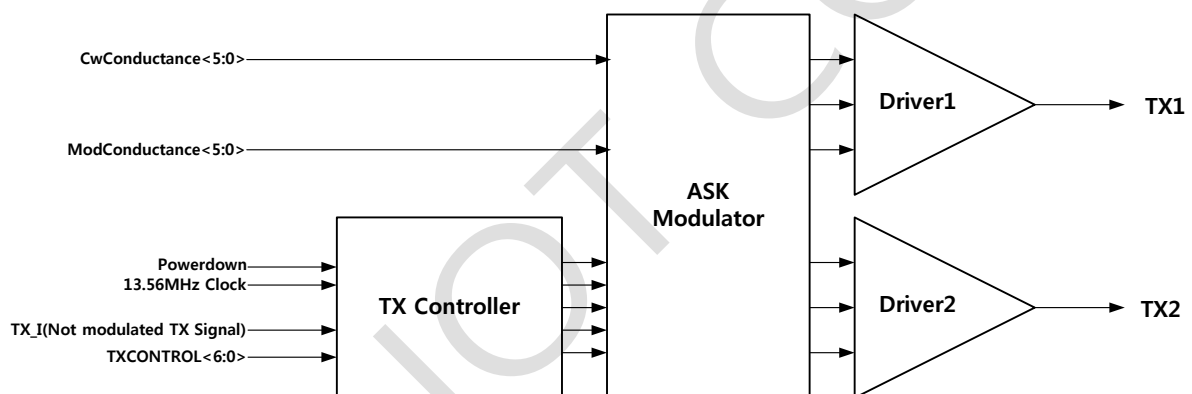 CwConductance<5:0>
Driver1
TX1
ModConductance<5:0>
ASK
Modulator
Powerdown
13.56MHz Clock
TX Controller
Driver2
TX2
TX_I(Not modulated TX Signal)
TXCONTROL<6:0>
IOT